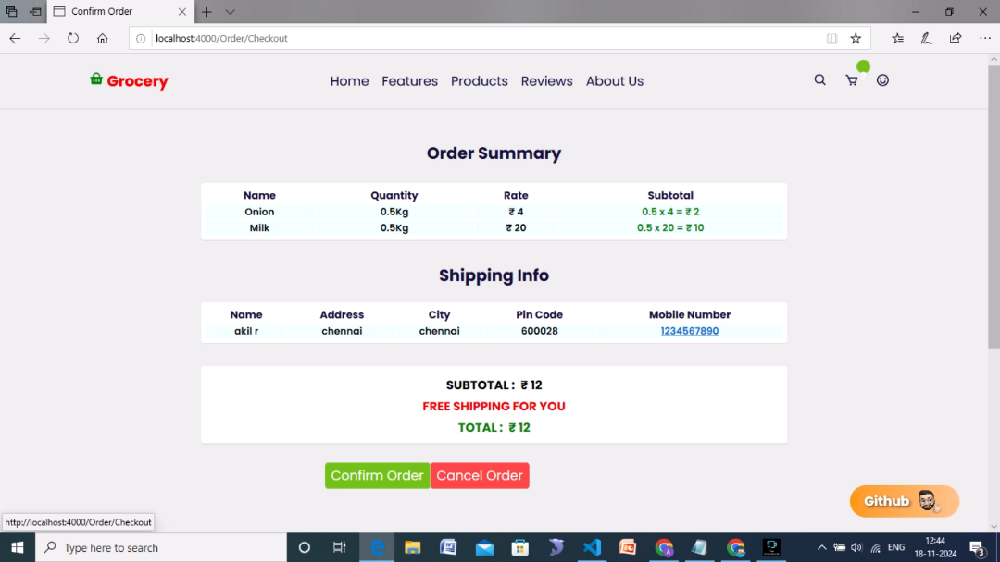 Confirm Order
localhost:4000/Order/Checkout
Grocery
Home Features Products Reviews About Us
Order Summary
Name Quantity Rate Subtotal
Onion 0.5Kg ₹ 4 0.5 x 4 = ₹ 2
Milk 0.5Kg ₹ 20 0.5 x 20 = ₹ 10
Shipping Info
Name Address City Pin Code Mobile Number
akil r chennai chennai 600028 1234567890
SUBTOTAL : ₹ 12
FREE SHIPPING FOR YOU
TOTAL : ₹ 12
Confirm Order Cancel Order
Github
http://localhost:4000/Order/Checkout
Type here to search
ENG
12:44
18-11-2024
3